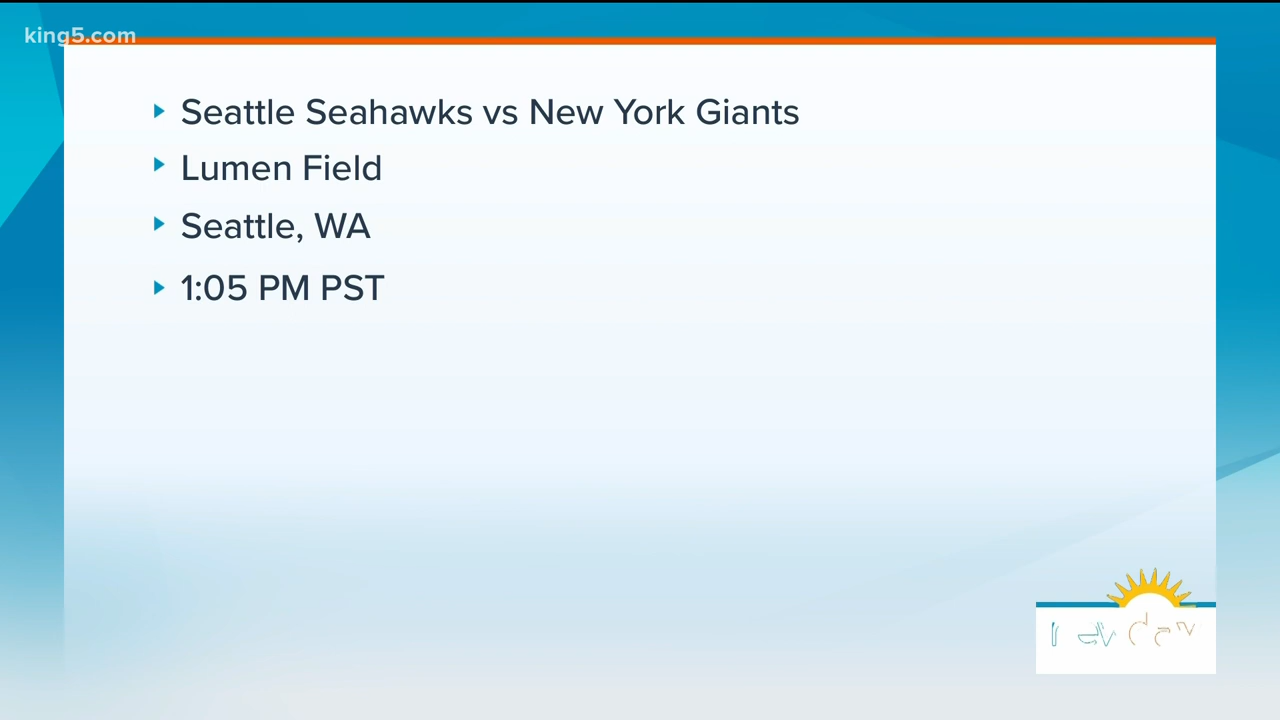 king5.com
Seattle Seahawks vs New York Giants
Lumen Field
Seattle, WA
1:05 PM PST